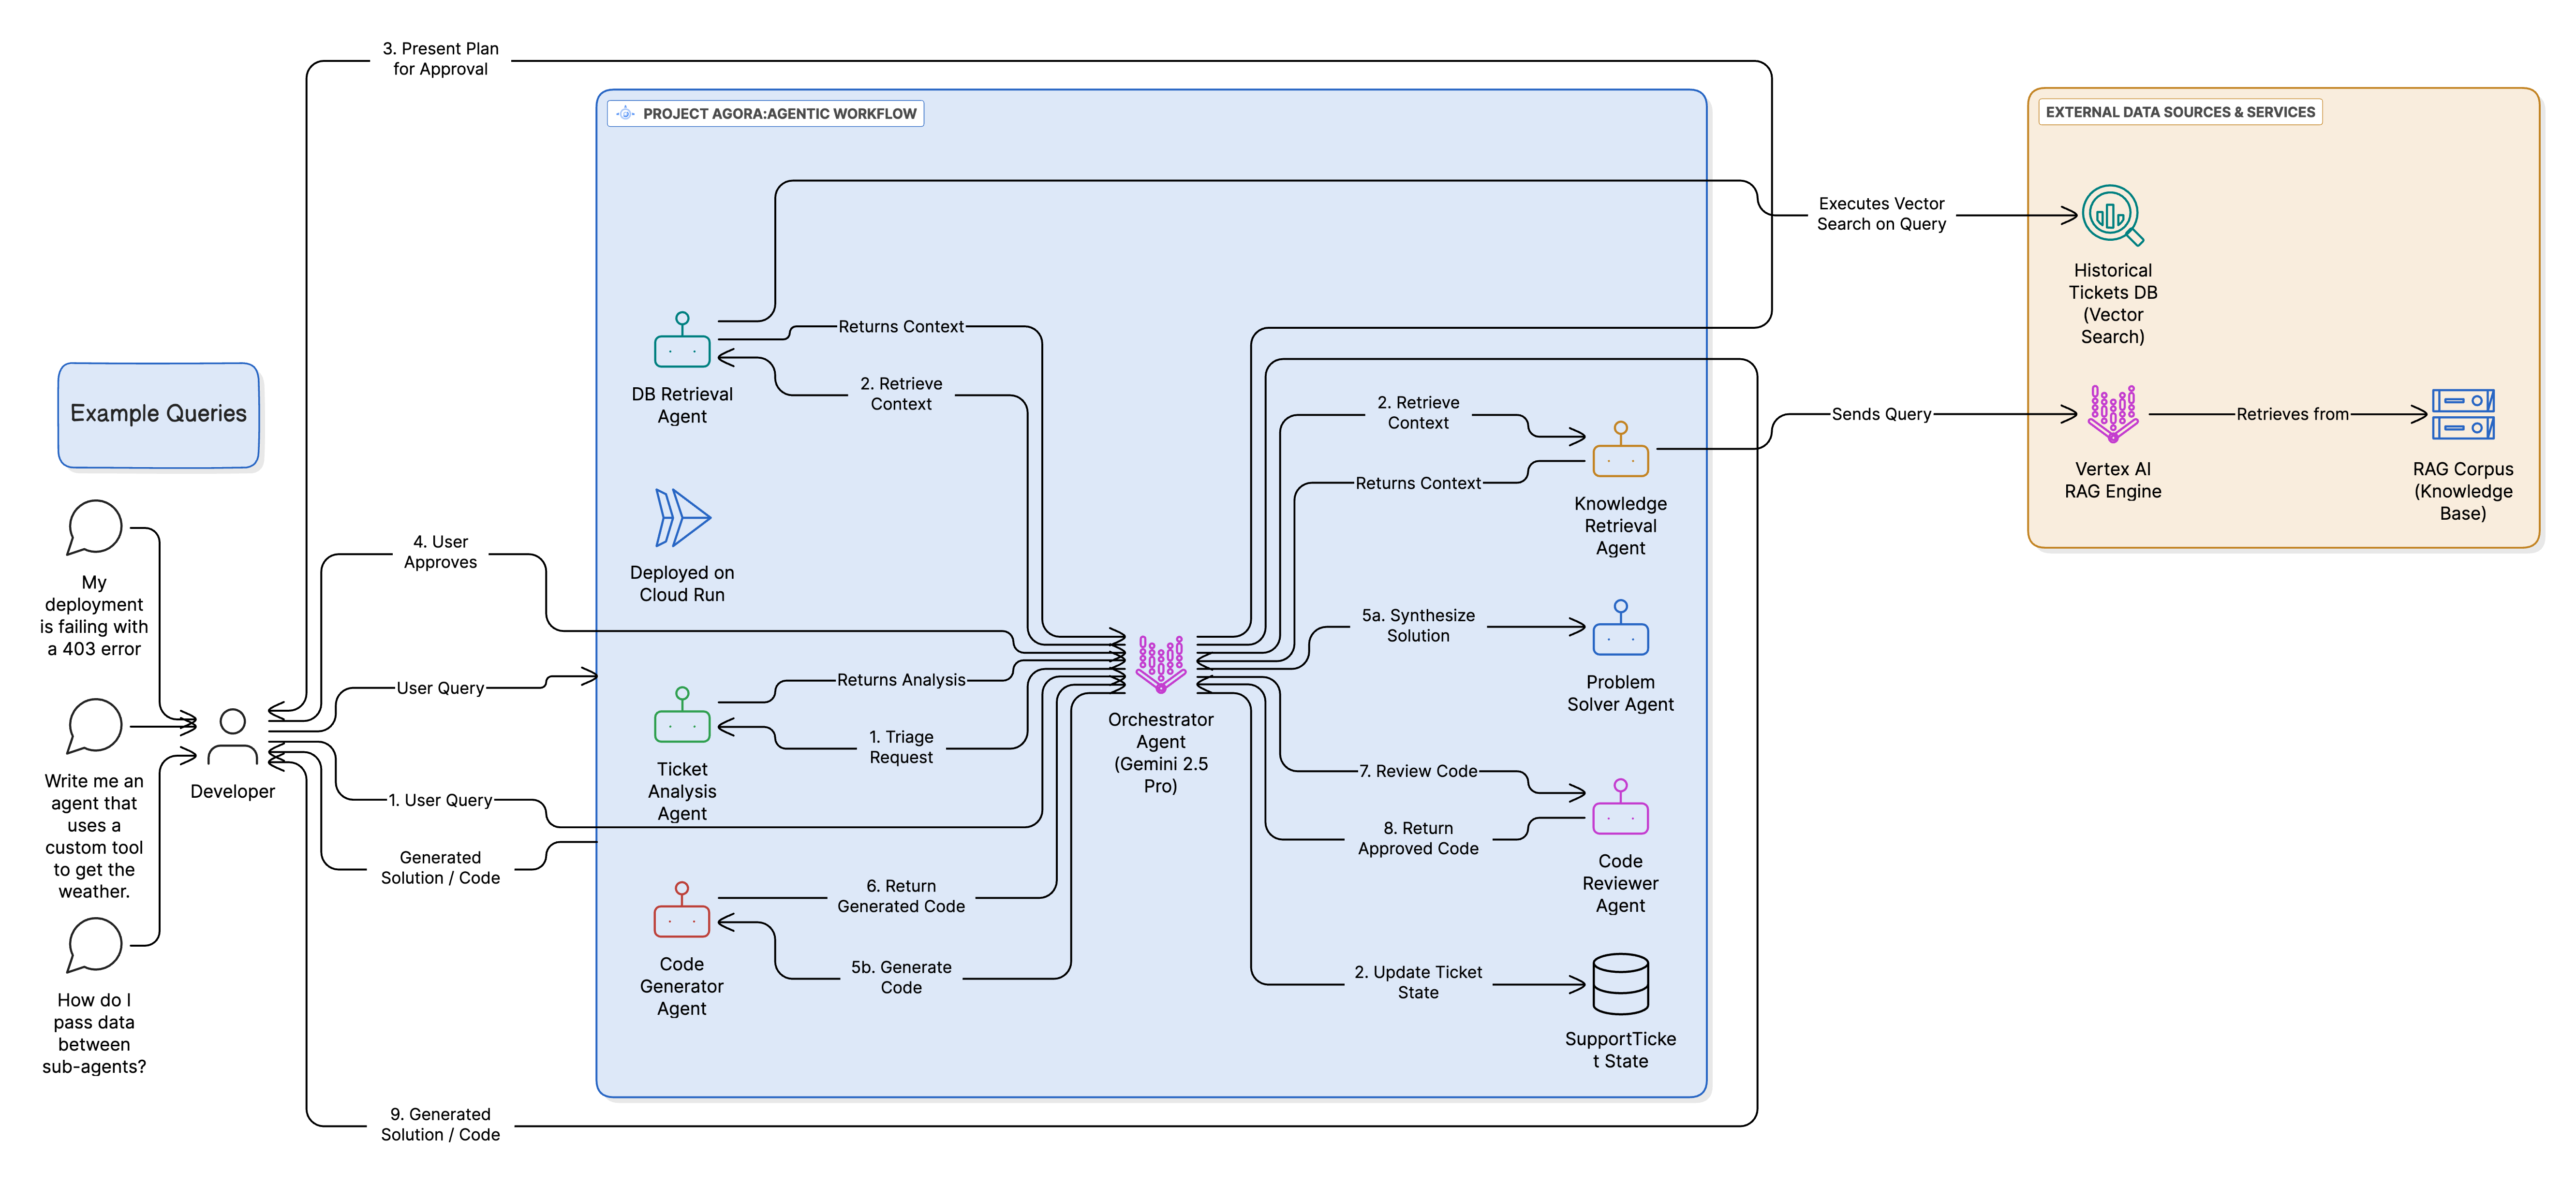 3. Present Plan
for Approval
PROJECT AGORA:AGENTIC WORKFLOW
EXTERNAL DATA SOURCES & SERVICES
Executes Vector
Search on Query
Historical
Tickets DB
(Vector
Search)
Returns Context
DB Retrieval
Agent
2. Retrieve
Context
Example Queries
2. Retrieve
Context
Sends Query
Retrieves from
Vertex AI
RAG Engine
RAG Corpus
(Knowledge
Base)
Returns Context
Knowledge
Retrieval
Agent
My
deployment
is failing with
a 403 error
4. User
Approves
Deployed on
Cloud Run
5a. Synthesize
Solution
Problem
Solver Agent
User Query
Returns Analysis
Orchestrator
Agent
(Gemini 2.5
Pro)
1. Triage
Request
Ticket
Analysis
Agent
Developer
Write me an
agent that
uses a
custom tool
to get the
weather.
1. User Query
7. Review Code
8. Return
Approved Code
Code
Reviewer
Agent
Generated
Solution / Code
6. Return
Generated Code
Code
Generator
Agent
5b. Generate
Code
2. Update Ticket
State
SupportTicke
t State
How do I
pass data
between
sub-agents?
9. Generated
Solution / Code